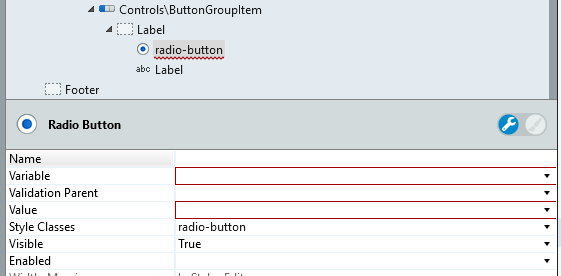 Controls\ButtonGroupItem
Label
radio-button
abc Label
Footer
Radio Button
Name
Variable
Validation Parent
Value
Style Classes radio-button
Visible True
Enabled